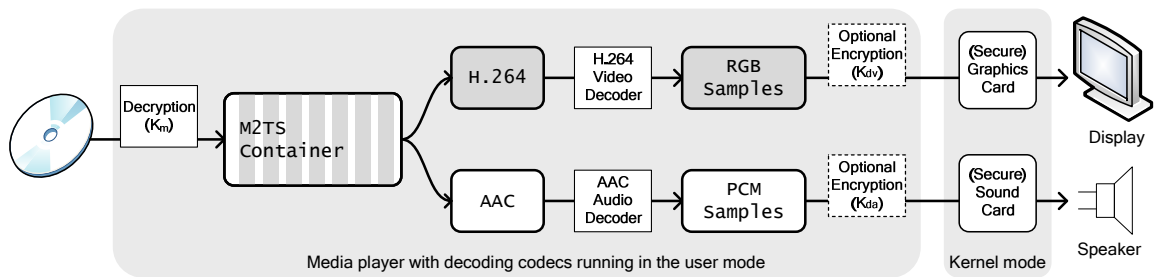 Decryption
(Km)
M2TS
Container
H.264
H.264
Video
Decoder
RGB
Samples
Optional
Encryption
(Kdv)
(Secure)
Graphics
Card
Display
AAC
AAC
Audio
Decoder
PCM
Samples
Optional
Encryption
(Kda)
(Secure)
Sound
Card
Speaker
Media player with decoding codecs running in the user mode
Kernel mode